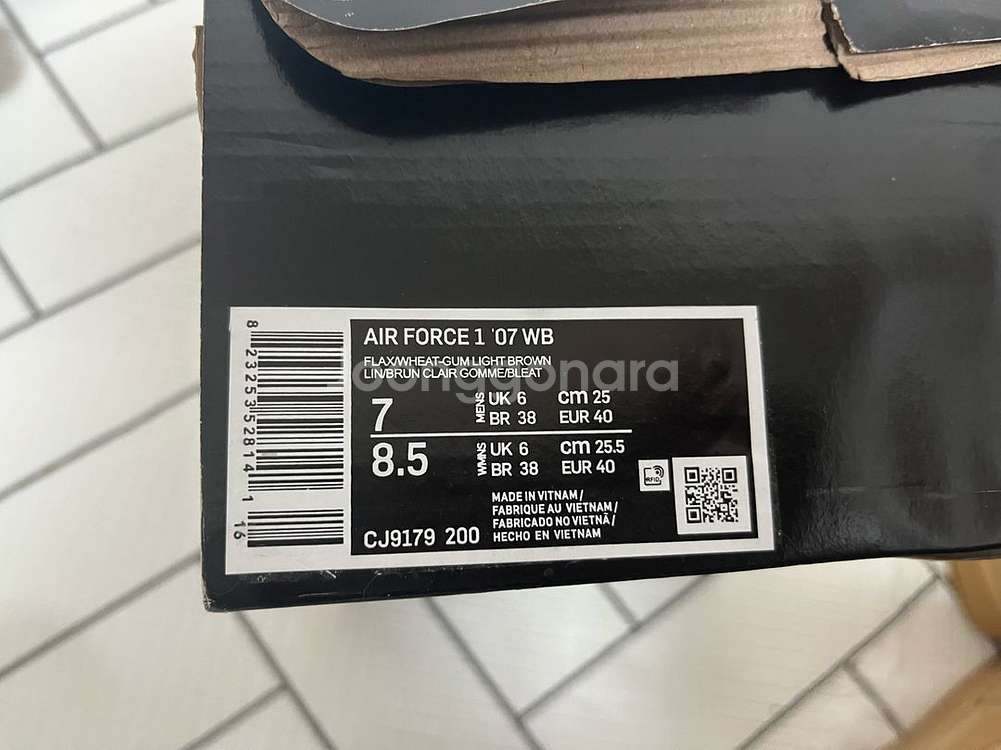 8 23253 52814 1 16
AIR FORCE 1 '07 WB
FLAX/WHEAT-GUM LIGHT BROWN
LIN/BRUN CLAIR GOMME/BLEAT
joonggonara
7 MENS UK 6 cm 25
BR 38 EUR 40
8.5 WMNS UK 6 cm 25.5
BR 38 EUR 40
RFID
MADE IN VITNAM /
FABRIQUE AU VIETNAM /
FABRICADO NO VIETNÃ /
HECHO EN VIETNAM
CJ9179 200